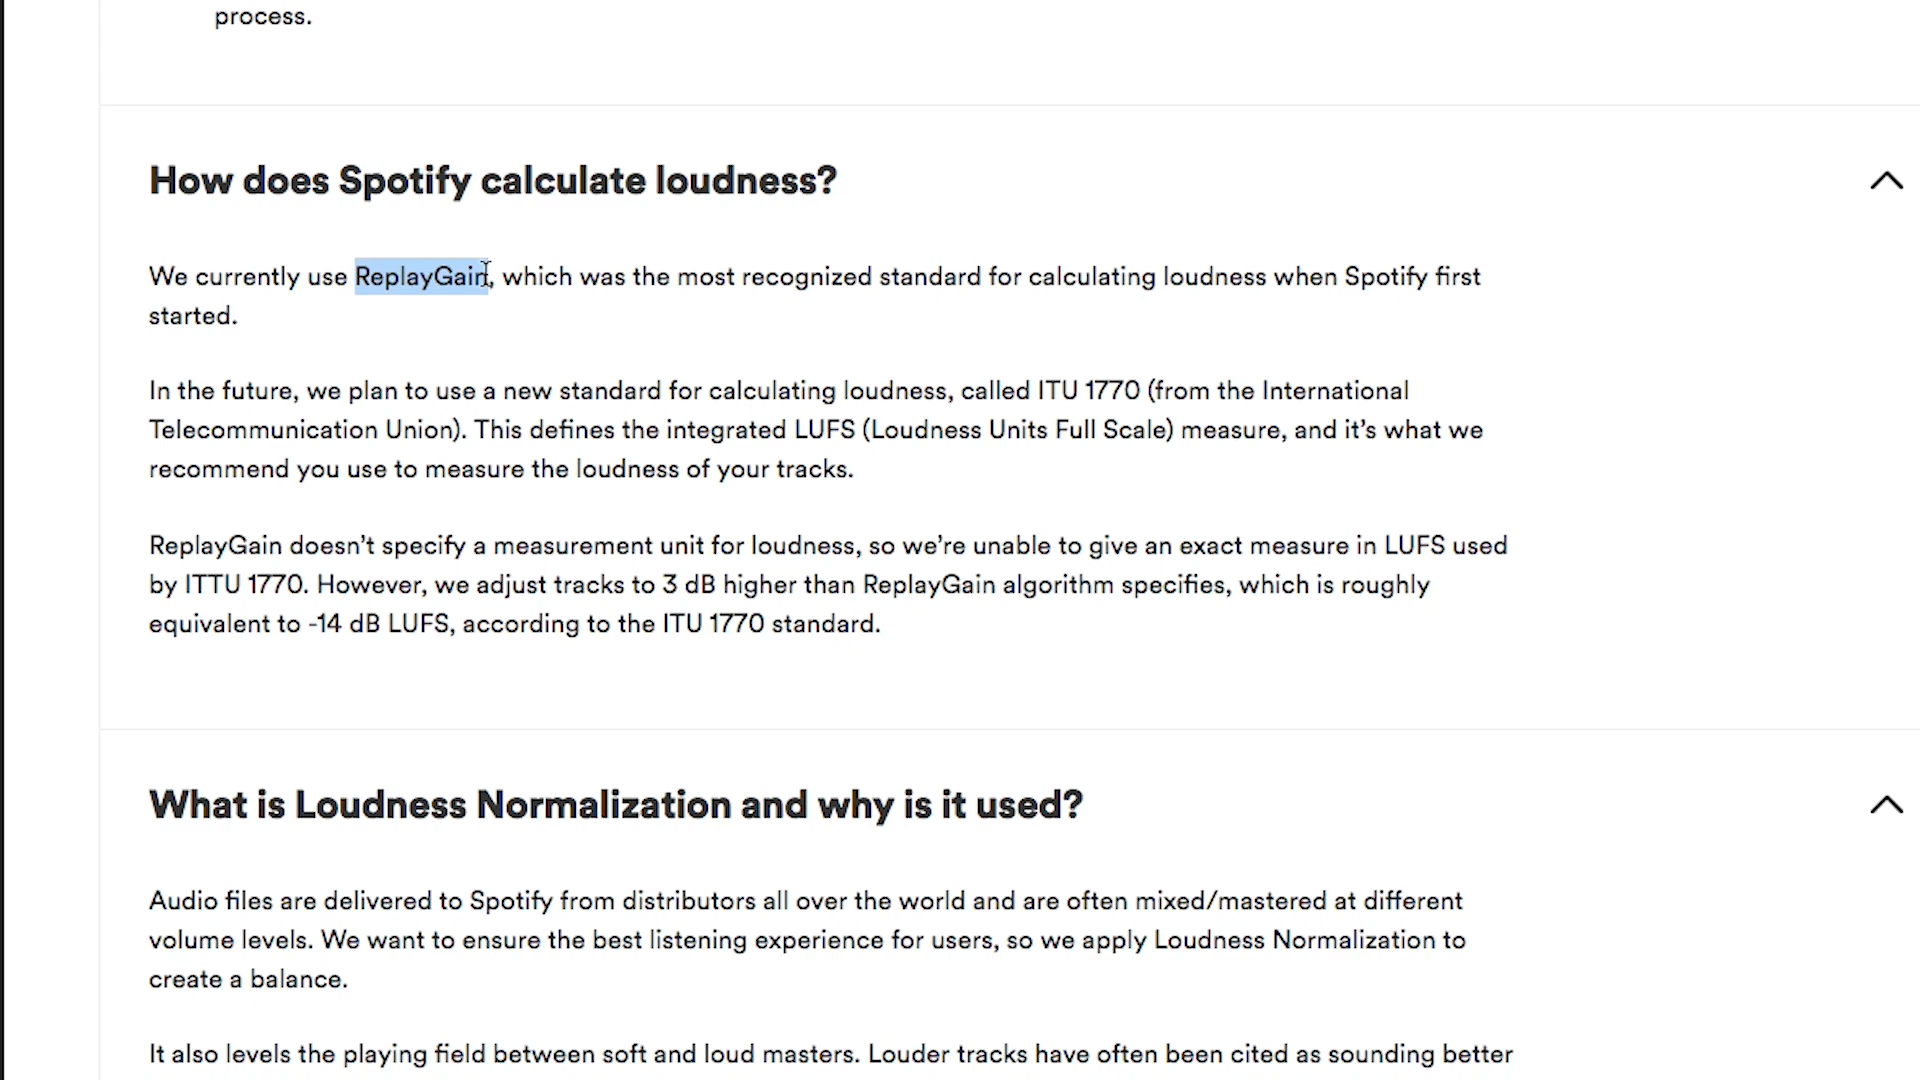 process.
How does Spotify calculate loudness?
We currently use ReplayGain, which was the most recognized standard for calculating loudness when Spotify first
started.
In the future, we plan to use a new standard for calculating loudness, called ITU 1770 (from the International
Telecommunication Union). This defines the integrated LUFS (Loudness Units Full Scale) measure, and it's what we
recommend you use to measure the loudness of your tracks.
ReplayGain doesn't specify a measurement unit for loudness, so we're unable to give an exact measure in LUFS used
by ITTU 1770. However, we adjust tracks to 3 dB higher than ReplayGain algorithm specifies, which is roughly
equivalent to -14 dB LUFS, according to the ITU 1770 standard.
What is Loudness Normalization and why is it used?
Audio files are delivered to Spotify from distributors all over the world and are often mixed/mastered at different
volume levels. We want to ensure the best listening experience for users, so we apply Loudness Normalization to
create a balance.
It also levels the playing field between soft and loud masters. Louder tracks have often been cited as sounding better